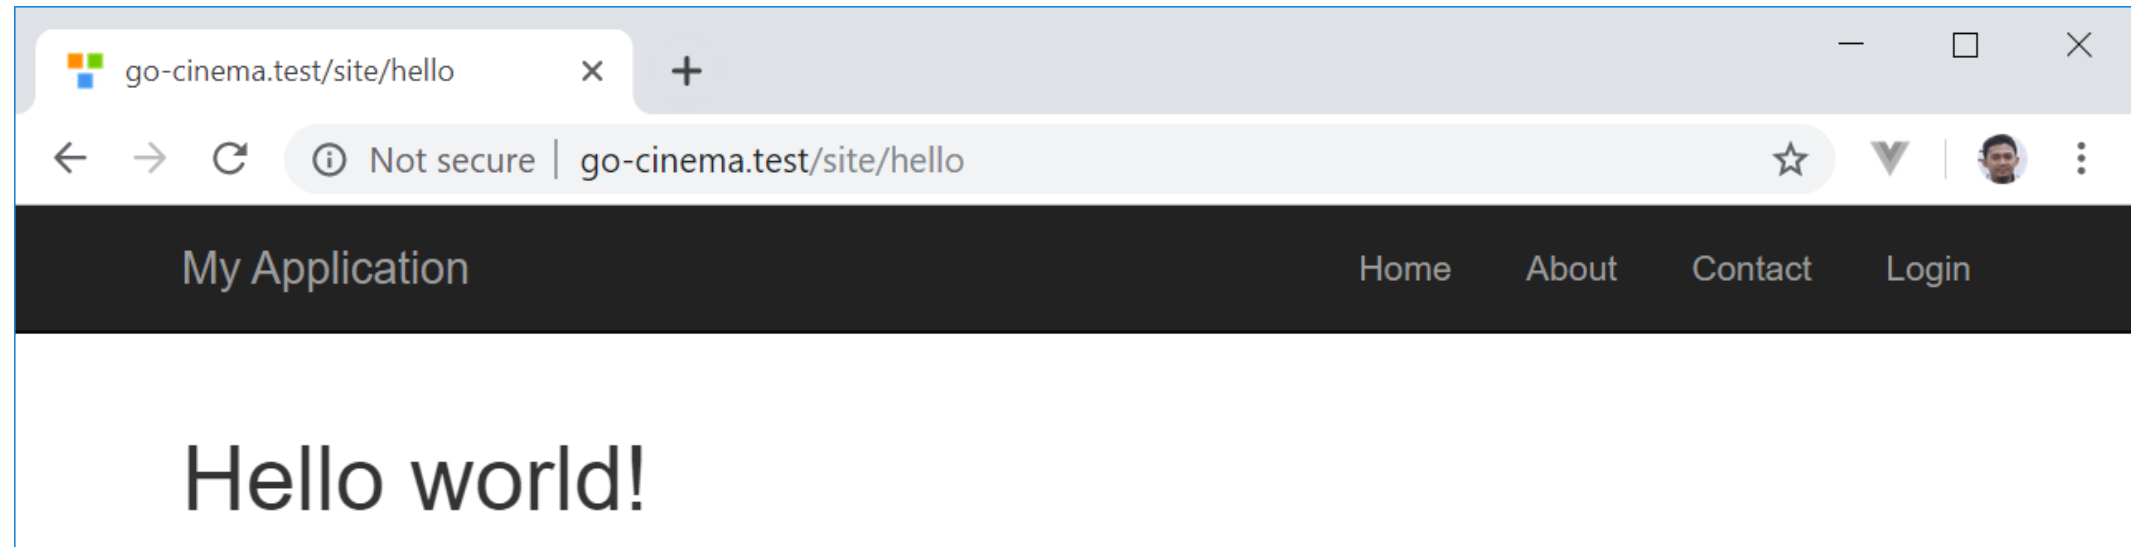 go-cinema.test/site/hello
Not secure | go-cinema.test/site/hello
My Application Home About Contact Login
Hello world!